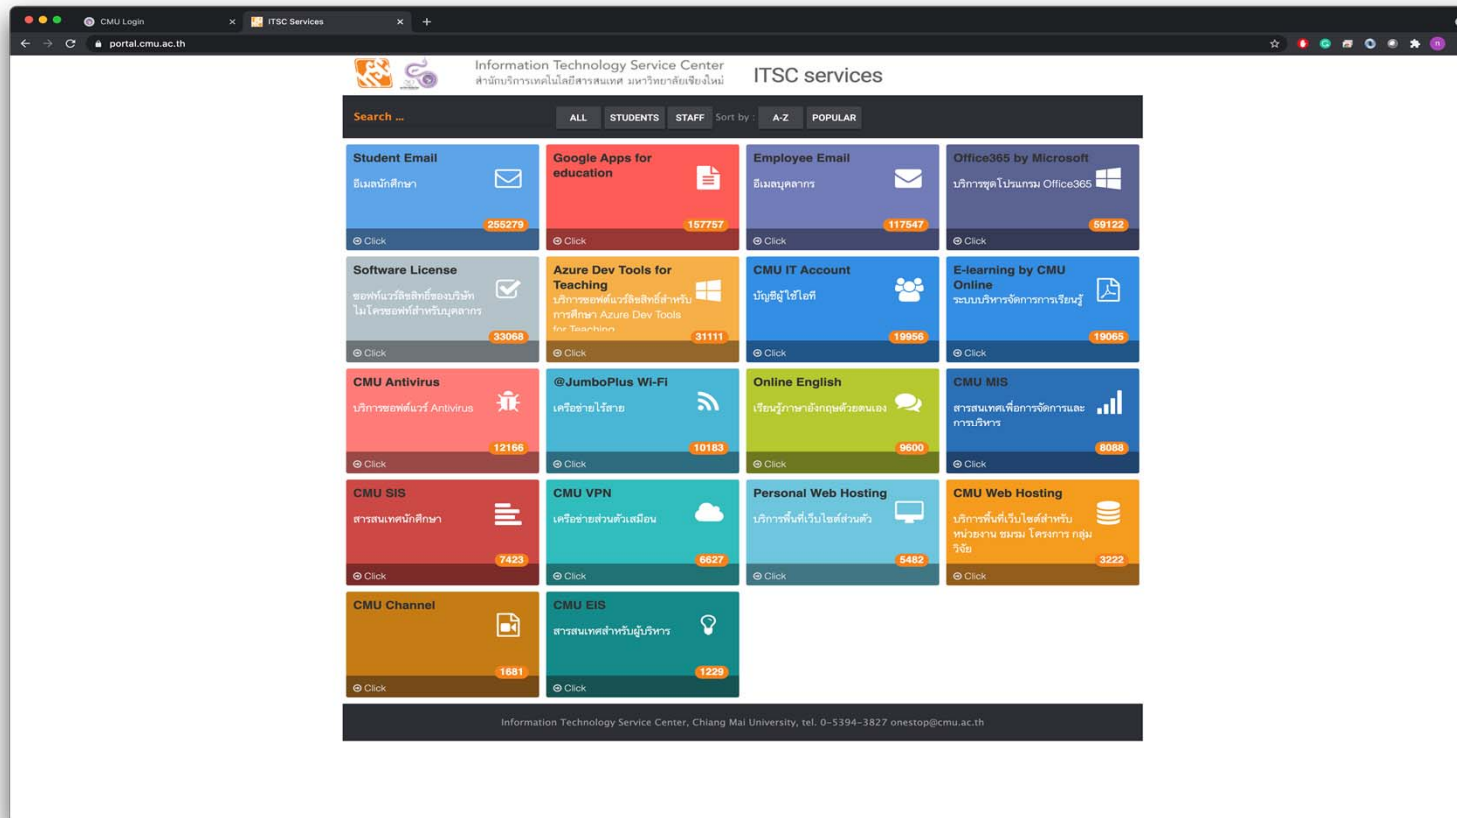 CMU Login
ITSC Services
portal.cmu.ac.th
Information Technology Service Center
สำนักบริการเทคโนโลยีสารสนเทศ มหาวิทยาลัยเชียงใหม่
ITSC services
Search ...
ALL
STUDENTS
STAFF
Sort by :
A-Z
POPULAR
Student Email
อีเมลนักศึกษา
255279
Click
Google Apps for
education
157757
Click
Employee Email
อีเมลบุคลากร
117547
Click
Office365 by Microsoft
บริการชุดโปรแกรม Office365
59122
Click
Software License
ซอฟท์แวร์ลิขสิทธิ์ของบริษัท
ไมโครซอฟท์สำหรับบุคลากร
33068
Click
Azure Dev Tools for
Teaching
บริการซอฟต์แวร์ลิขสิทธิ์สำหรับ
การศึกษา Azure Dev Tools
for Teaching
31111
Click
CMU IT Account
บัญชีผู้ใช้ไอที
19956
Click
E-learning by CMU
Online
ระบบบริหารจัดการการเรียนรู้
19065
Click
CMU Antivirus
บริการซอฟต์แวร์ Antivirus
12166
Click
@JumboPlus Wi-Fi
เครือข่ายไร้สาย
10183
Click
Online English
เรียนรู้ภาษาอังกฤษด้วยตนเอง
9600
Click
CMU MIS
สารสนเทศเพื่อการจัดการและ
การบริหาร
8088
Click
CMU SIS
สารสนเทศนักศึกษา
7423
Click
CMU VPN
เครือข่ายส่วนตัวเสมือน
6627
Click
Personal Web Hosting
บริการพื้นที่เว็บไซต์ส่วนตัว
5482
Click
CMU Web Hosting
บริการพื้นที่เว็บไซต์สำหรับ
หน่วยงาน ชมรม โครงการ กลุ่ม
วิจัย
3222
Click
CMU Channel
1681
Click
CMU EIS
สารสนเทศสำหรับผู้บริหาร
1229
Click
Information Technology Service Center, Chiang Mai University, tel. 0-5394-3827 onestop@cmu.ac.th